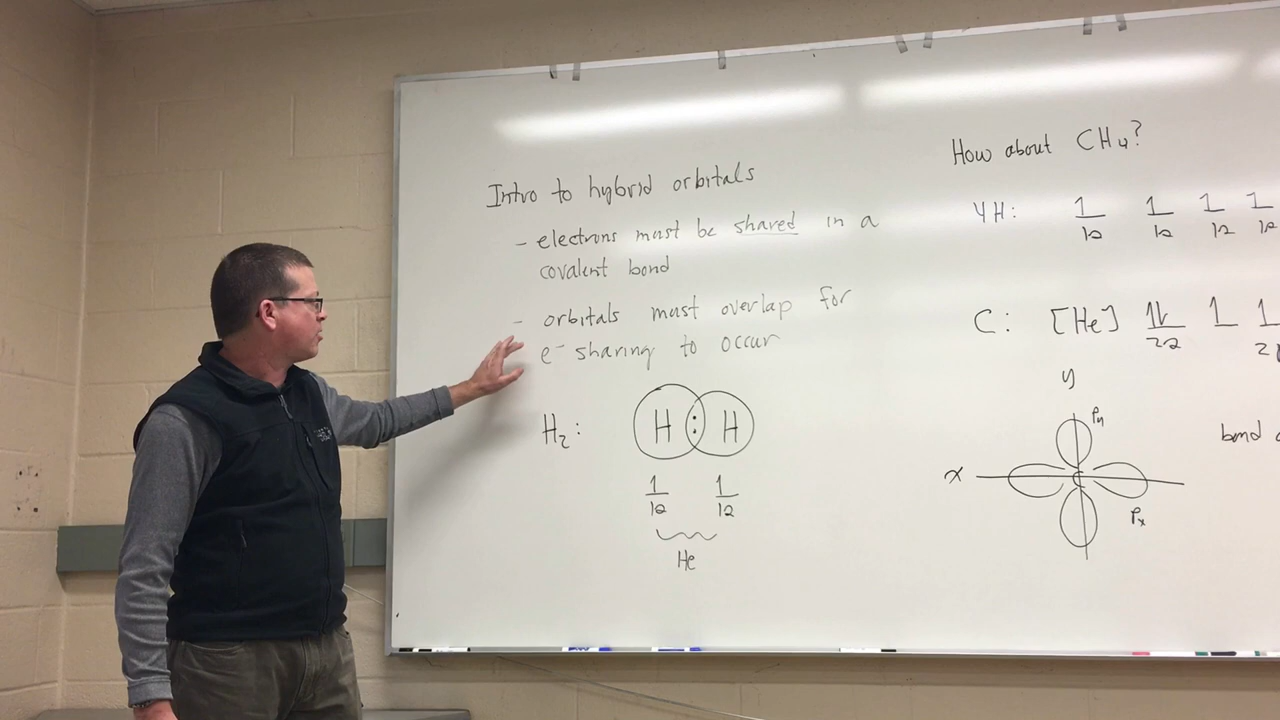 Intro to hybrid orbitals
- electrons must be shared in a
covalent bond
- orbitals must overlap for
e⁻ sharing to occur
H₂:
H : H
1 1
1s 1s
He
How about CH₄?
4H: 1 1 1 1
1s 1s 1s 1s
C: [He] 1L 1 1
2s 2p
y
Py
x
Px
bond